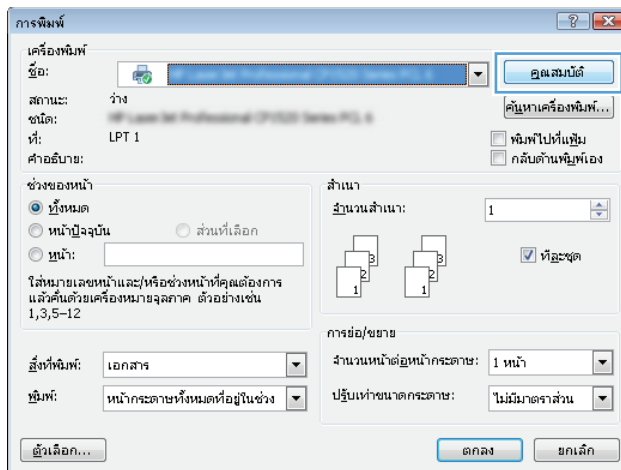 การพิมพ์
เครื่องพิมพ์
ชื่อ:
คุณสมบัติ
สถานะ: ว่าง
ชนิด:
ค้นหาเครื่องพิมพ์...
ที่: LPT 1
พิมพ์ไปที่แฟ้ม
คำอธิบาย:
กลับด้านพิมพ์เอง
ช่วงของหน้า
ทั้งหมด
หน้าปัจจุบัน ส่วนที่เลือก
หน้า:
ใส่หมายเลขหน้าและ/หรือช่วงหน้าที่คุณต้องการ
แล้วคั่นด้วยเครื่องหมายจุลภาค ตัวอย่างเช่น
1,3,5–12
สำเนา
จำนวนสำเนา: 1
1 2 3 1 2 3
ทีละชุด
สิ่งที่พิมพ์: เอกสาร
พิมพ์: หน้ากระดาษทั้งหมดที่อยู่ในช่วง
การย่อ/ขยาย
จำนวนหน้าต่อหน้ากระดาษ: 1 หน้า
ปรับเท่าขนาดกระดาษ: ไม่มีมาตราส่วน
ตัวเลือก...
ตกลง ยกเลิก